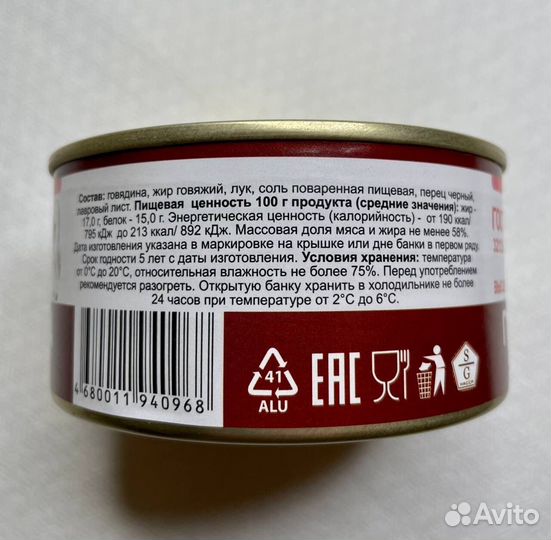 Состав: говядина, жир говяжий, лук, соль поваренная пищевая, перец черный,
лавровый лист. Пищевая ценность 100 г продукта (средние значения): жир -
17,0 г; белок - 15,0 г. Энергетическая ценность (калорийность) - от 190 ккал/
795 кДж до 213 ккал/ 892 кДж. Массовая доля мяса и жира не менее 58%.
Дата изготовления указана в маркировке на крышке или дне банки в первом ряду.
Срок годности 5 лет с даты изготовления. Условия хранения: температура
от 0°С до 20°С, относительная влажность не более 75%. Перед употреблением
рекомендуется разогреть. Открытую банку хранить в холодильнике не более
24 часов при температуре от 2°С до 6°С.
41
ALU
EAC
S
G
4 680011 940968
Avito